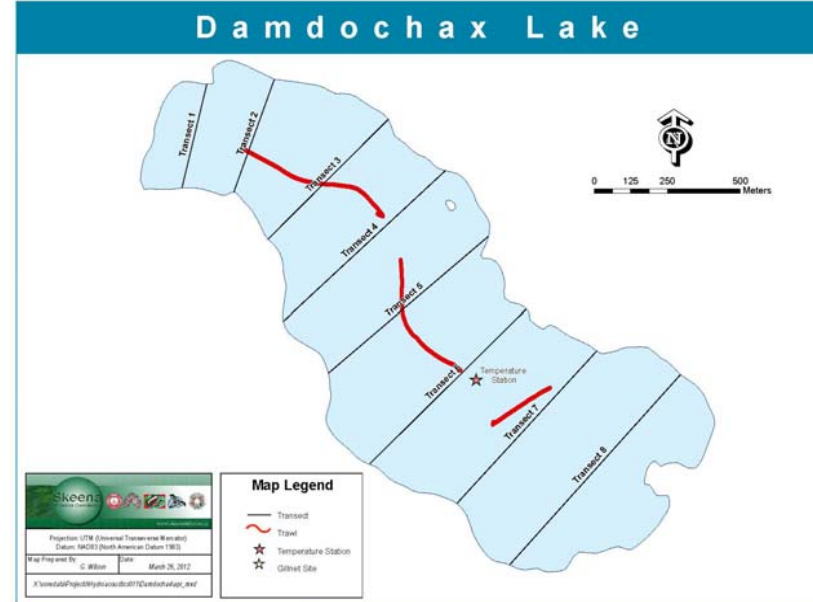 Damdochax Lake
Transect 1
Transect 2
Transect 3
N
0 125 250 500
Meters
Transect 4
Transect 5
Transect 6
Temperature
Station
Transect 7
Transect 8
Skeena
Fisheries Commission
Projection: UTM (Universal Transverse Mercator)
Datum: NAD83 (North American Datum 1983)
Map Prepared By: Date:
G. Wilson March 26, 2012
Map Legend
Transect
Trawl
Temperature Station
Gillnet Site